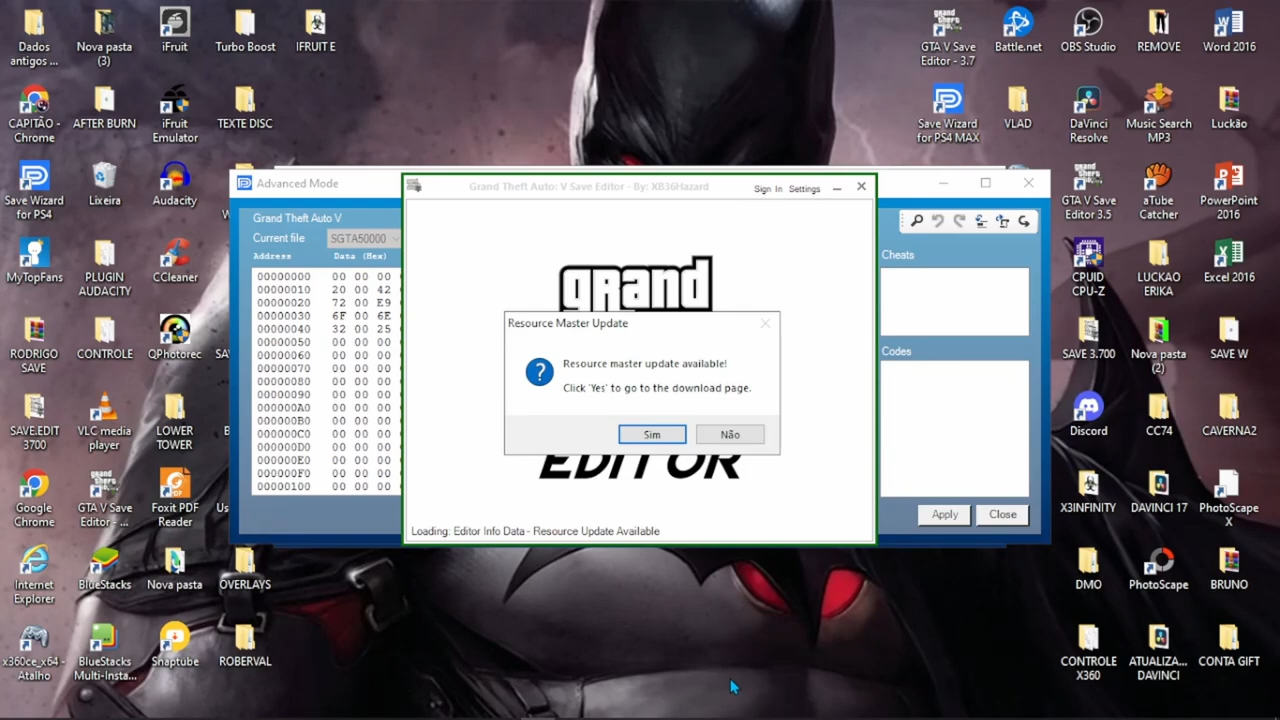 Dados
antigos ...
Nova pasta
(3)
iFruit
Turbo Boost
IFRUIT E
GTA V Save
Editor - 3.7
Battle.net
OBS Studio
REMOVE
Word 2016
CAPITÃO -
Chrome
AFTER BURN
iFruit
Emulator
TEXTE DISC
Save Wizard
for PS4 MAX
VLAD
DaVinci
Resolve
Music Search
MP3
Luckão
Save Wizard
for PS4
Lixeira
Audacity
GTA V Save
Editor 3.5
aTube
Catcher
PowerPoint
2016
MyTopFans
PLUGIN
AUDACITY
CCleaner
CPUID
CPU-Z
LUCKAO
ERIKA
Excel 2016
RODRIGO
SAVE
CONTROLE
QPhotorec
SAVE 3.700
Nova pasta
(2)
SAVE W
SAVE.EDIT
3700
VLC media
player
LOWER
TOWER
Discord
CC74
CAVERNA2
Google
Chrome
GTA V Save
Editor - ...
Foxit PDF
Reader
X3INFINITY
DAVINCI 17
PhotoScape
X
Internet
Explorer
BlueStacks
Nova pasta
OVERLAYS
DMO
PhotoScape
BRUNO
x360ce_x64 -
Atalho
BlueStacks
Multi-Insta...
Snaptube
ROBERVAL
CONTROLE
X360
ATUALIZA...
DAVINCI
CONTA GIFT
Advanced Mode
Grand Theft Auto V
Current file
SGTA50000
Address
Data (Hex)
00000000 00 00 00
00000010 20 00 42
00000020 72 00 E9
00000030 6F 00 6E
00000040 32 00 25
00000050 00 00 00
00000060 00 00 00
00000070 00 00 00
00000080 00 00 00
00000090 00 00 00
000000A0 00 00 00
000000B0 00 00 00
000000C0 00 00 00
000000D0 00 00 00
000000E0 00 00 00
000000F0 00 00 00
00000100 00 00 00
Cheats
Codes
Apply
Close
Grand Theft Auto: V Save Editor - By: XB36Hazard
Sign In
Settings
grand
EDITOR
Loading: Editor Info Data - Resource Update Available
Resource Master Update
Resource master update available!
Click 'Yes' to go to the download page.
Sim
Não